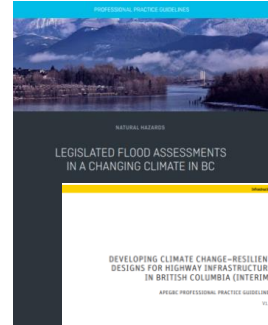 PROFESSIONAL PRACTICE GUIDELINES
NATURAL HAZARDS
LEGISLATED FLOOD ASSESSMENTS
IN A CHANGING CLIMATE IN BC
DEVELOPING CLIMATE CHANGE–RESILIEN
DESIGNS FOR HIGHWAY INFRASTRUCTUR
IN BRITISH COLUMBIA (INTERIM
APEGBC PROFESSIONAL PRACTICE GUIDELINE